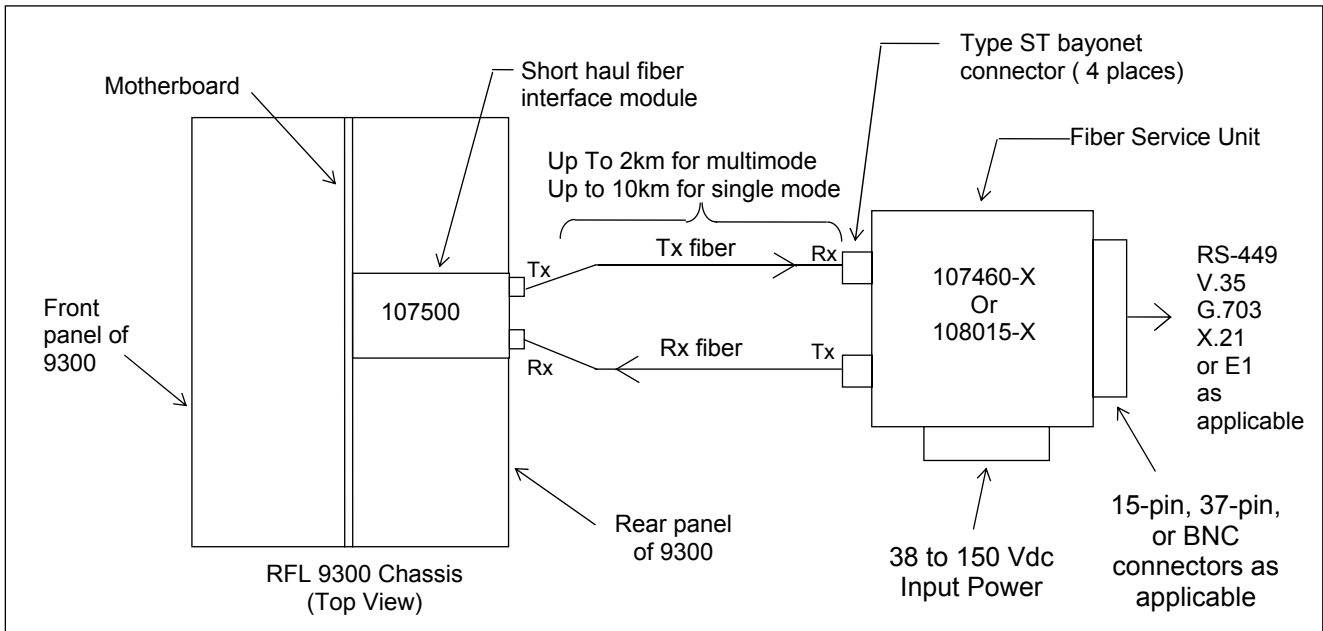 Motherboard
Short haul fiber
interface module
Type ST bayonet
connector ( 4 places)
Fiber Service Unit
Up To 2km for multimode
Up to 10km for single mode
Tx
Tx fiber
Rx
107500
Rx
Rx fiber
Tx
107460-X
Or
108015-X
RS-449
V.35
G.703
X.21
or E1
as
applicable
Front
panel of
9300
Rear panel
of 9300
RFL 9300 Chassis
(Top View)
38 to 150 Vdc
Input Power
15-pin, 37-pin,
or BNC
connectors as
applicable